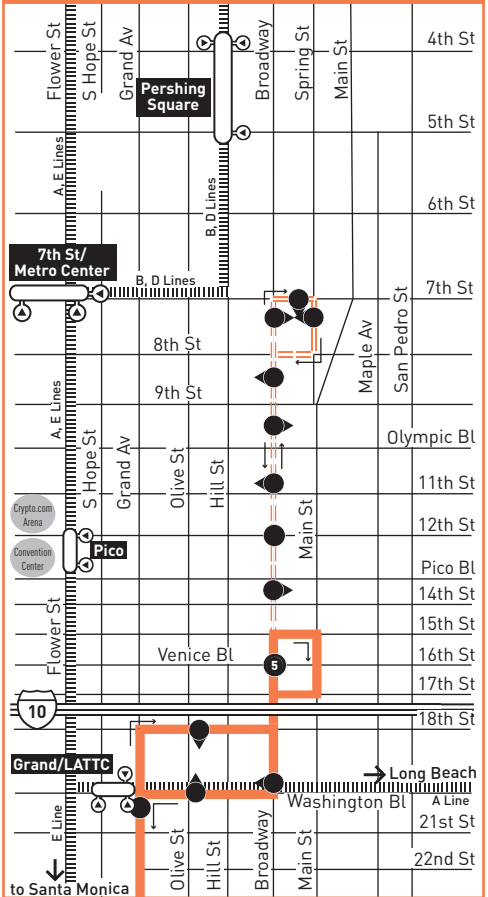 Flower St
S Hope St
Grand Av
Broadway
Spring St
Main St
4th St
Pershing
Square
5th St
A, E Lines
B, D Lines
6th St
7th St/
Metro Center
B, D Lines
7th St
8th St
Maple Av
San Pedro St
9th St
A, E Lines
Olympic Bl
S Hope St
Grand Av
Olive St
Hill St
11th St
Crypto.com
Arena
12th St
Main St
Convention
Center
Pico
Pico Bl
14th St
15th St
Flower St
Venice Bl
5
16th St
17th St
10
18th St
Grand/LATTC
Long Beach
Washington Bl
A Line
21st St
E Line
Olive St
Hill St
Broadway
Main St
22nd St
to Santa Monica